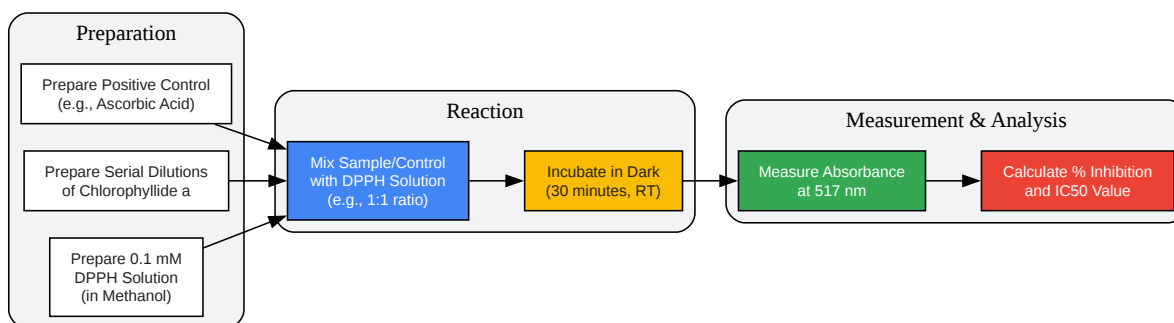 Preparation
Prepare Positive Control
(e.g., Ascorbic Acid)
Prepare Serial Dilutions
of Chlorophyllide a
Prepare 0.1 mM
DPPH Solution
(in Methanol)
Reaction
Mix Sample/Control
with DPPH Solution
(e.g., 1:1 ratio)
Incubate in Dark
(30 minutes, RT)
Measurement & Analysis
Measure Absorbance
at 517 nm
Calculate % Inhibition
and IC50 Value